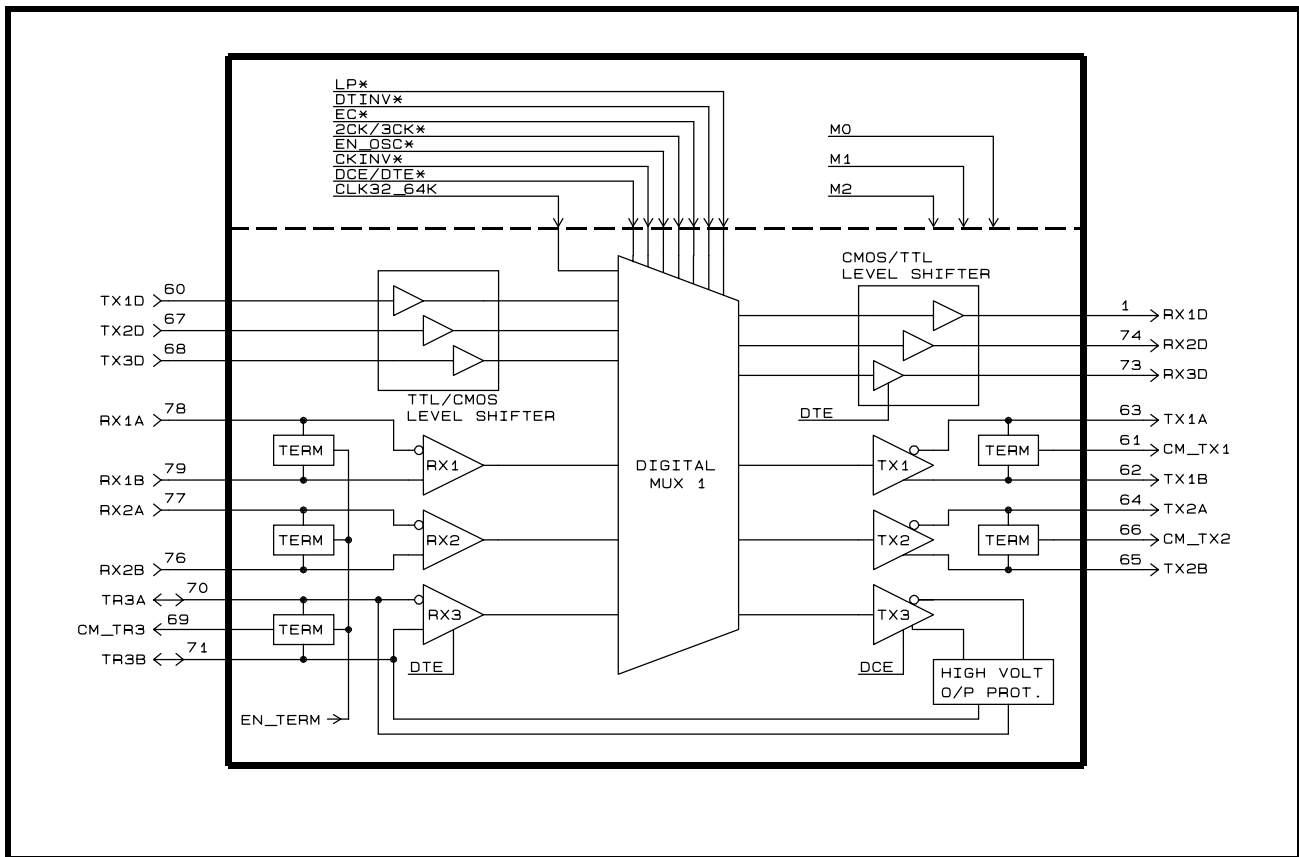 LP*
DTINV*
EC*
2CK/3CK*
EN_OSC*
CKINV*
DCE/DTE*
CLK32_64K
M0
M1
M2
CMOS/TTL
LEVEL SHIFTER
TX1D 60
TX2D 67
TX3D 68
1 RX1D
74 RX2D
73 RX3D
TTL/CMOS
LEVEL SHIFTER
DTE
RX1A 78
TERM
RX1B 79
RX1
DIGITAL
MUX 1
TX1
TERM
63 TX1A
61 CM_TX1
62 TX1B
RX2A 77
TERM
RX2B 76
RX2
TX2
TERM
64 TX2A
66 CM_TX2
65 TX2B
TR3A 70
CM_TR3 69
TERM
TR3B 71
RX3
DTE
TX3
DCE
HIGH VOLT
O/P PROT.
EN_TERM